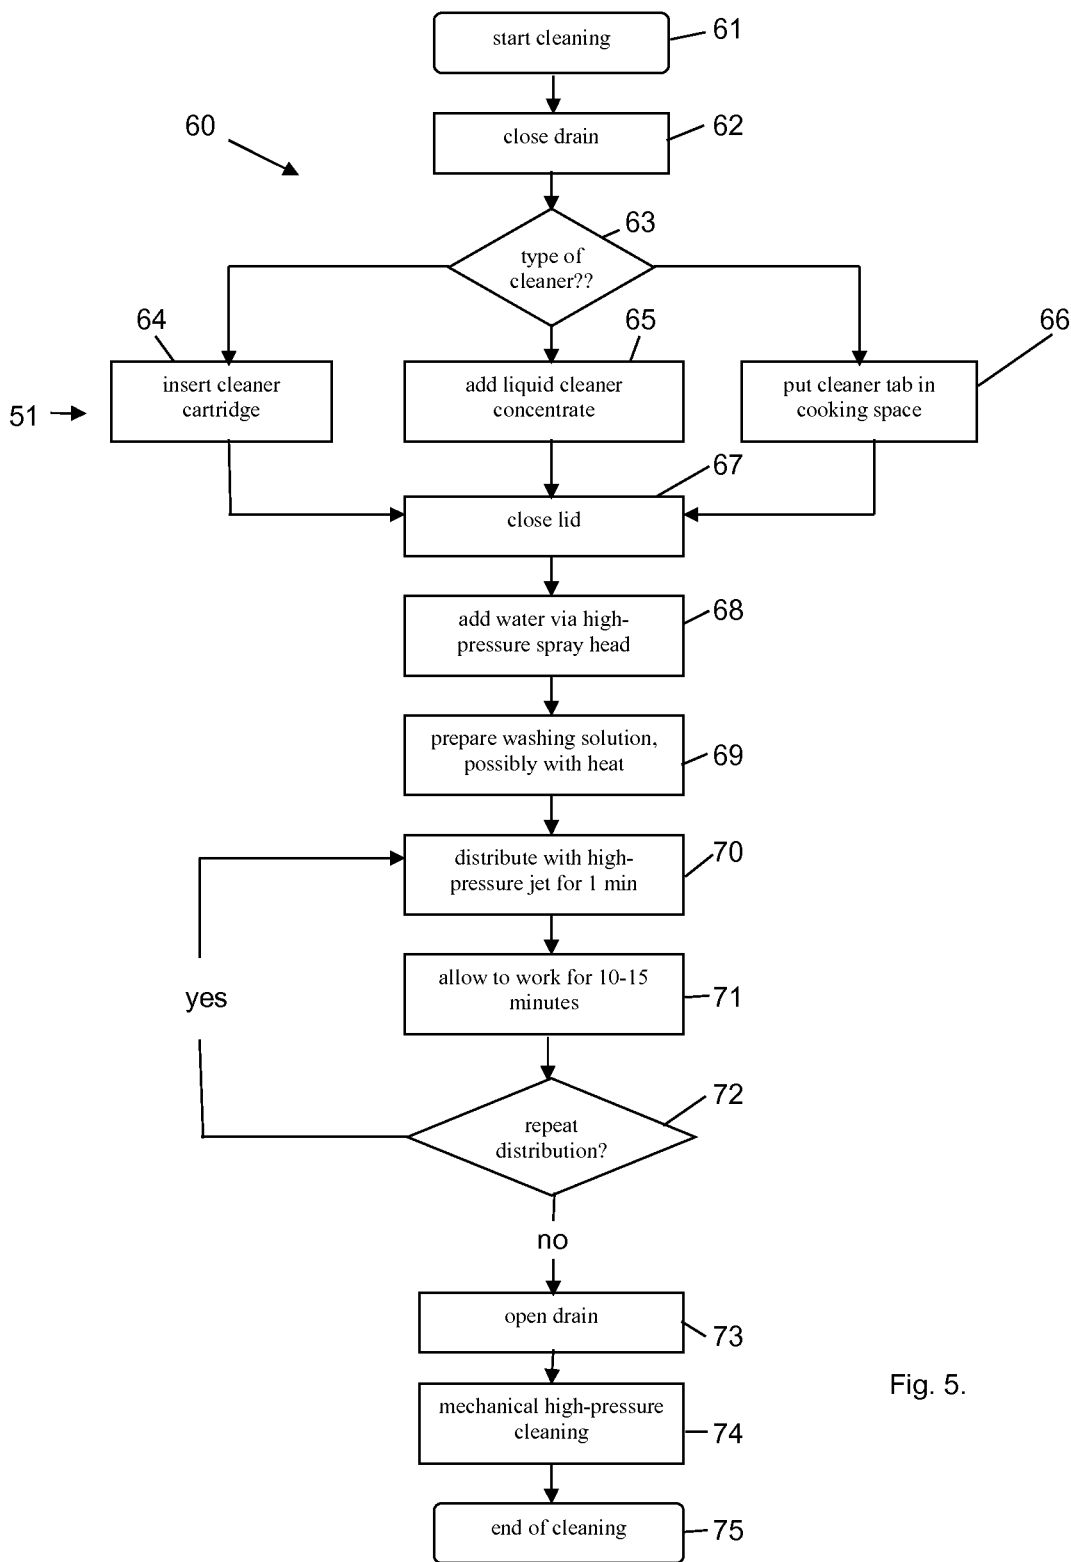 start cleaning
61
close drain
62
60
63
type of
cleaner??
64
65
66
insert cleaner
cartridge
add liquid cleaner
concentrate
put cleaner tab in
cooking space
51
67
close lid
68
add water via high-
pressure spray head
prepare washing solution,
possibly with heat
69
distribute with high-
pressure jet for 1 min
70
allow to work for 10-15
minutes
71
yes
72
repeat
distribution?
no
open drain
73
Fig. 5.
mechanical high-pressure
cleaning
74
end of cleaning
75